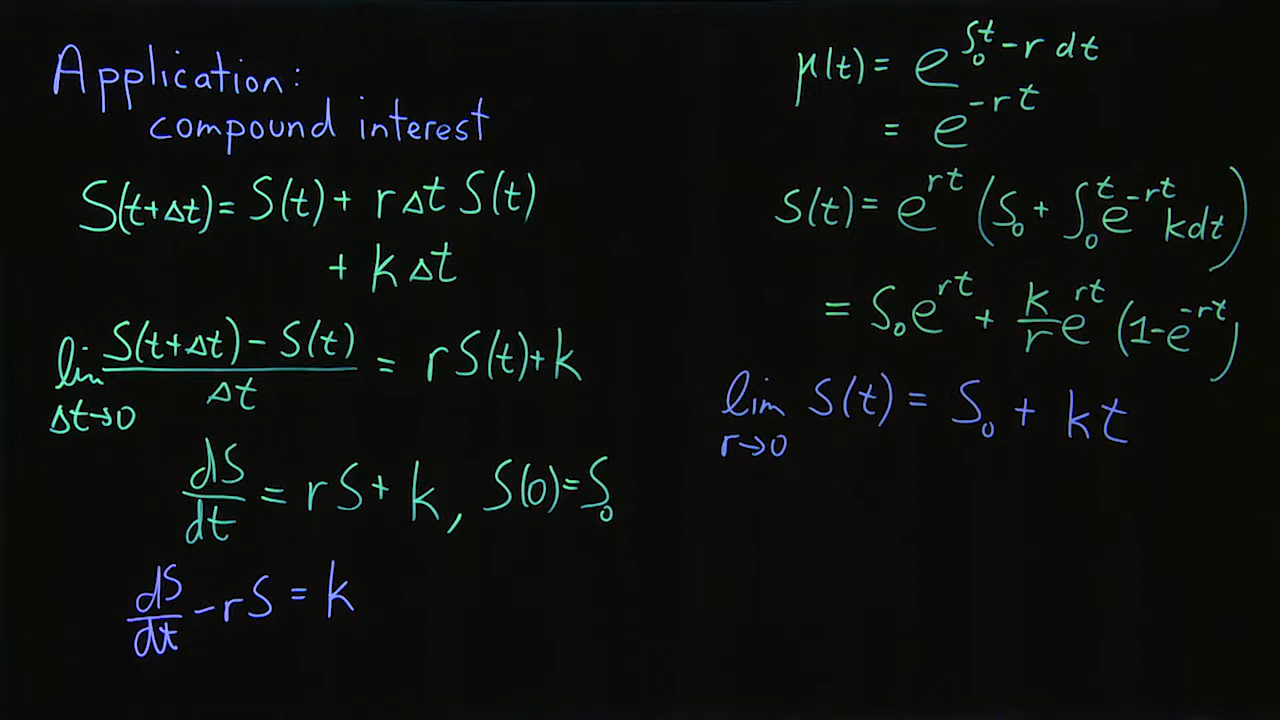 Application:
compound interest
S(t+Δt) = S(t) + rΔt S(t)
+ kΔt
lim Δt→0 (S(t+Δt) − S(t))/Δt = rS(t) + k
dS/dt = rS + k, S(0) = S₀
dS/dt − rS = k
μ(t) = e^(∫₀ᵗ −r dt)
= e^(−rt)
S(t) = e^(rt) (S₀ + ∫₀ᵗ e^(−rt) k dt)
= S₀e^(rt) + k/r e^(rt) (1 − e^(−rt))
lim r→0 S(t) = S₀ + kt